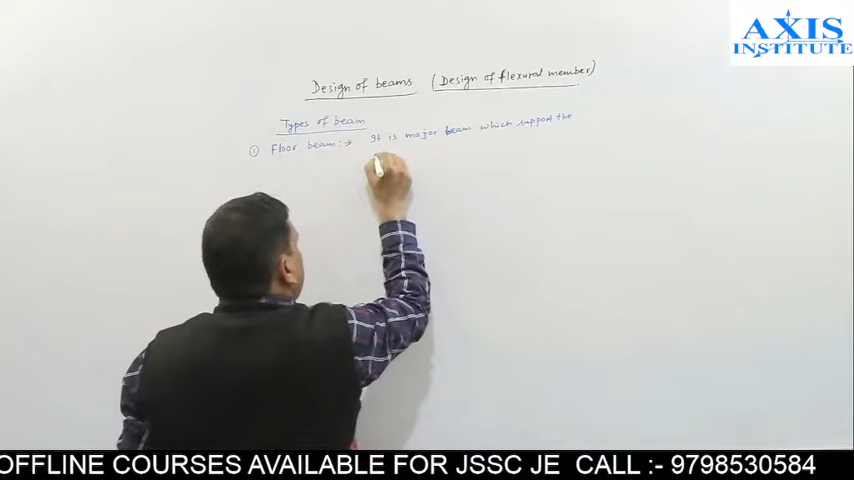 AXIS
INSTITUTE
Design of beams (Design of flexural member)
Types of beam
① Floor beam:→ It is major beam which support the
OFFLINE COURSES AVAILABLE FOR JSSC JE CALL :- 9798530584